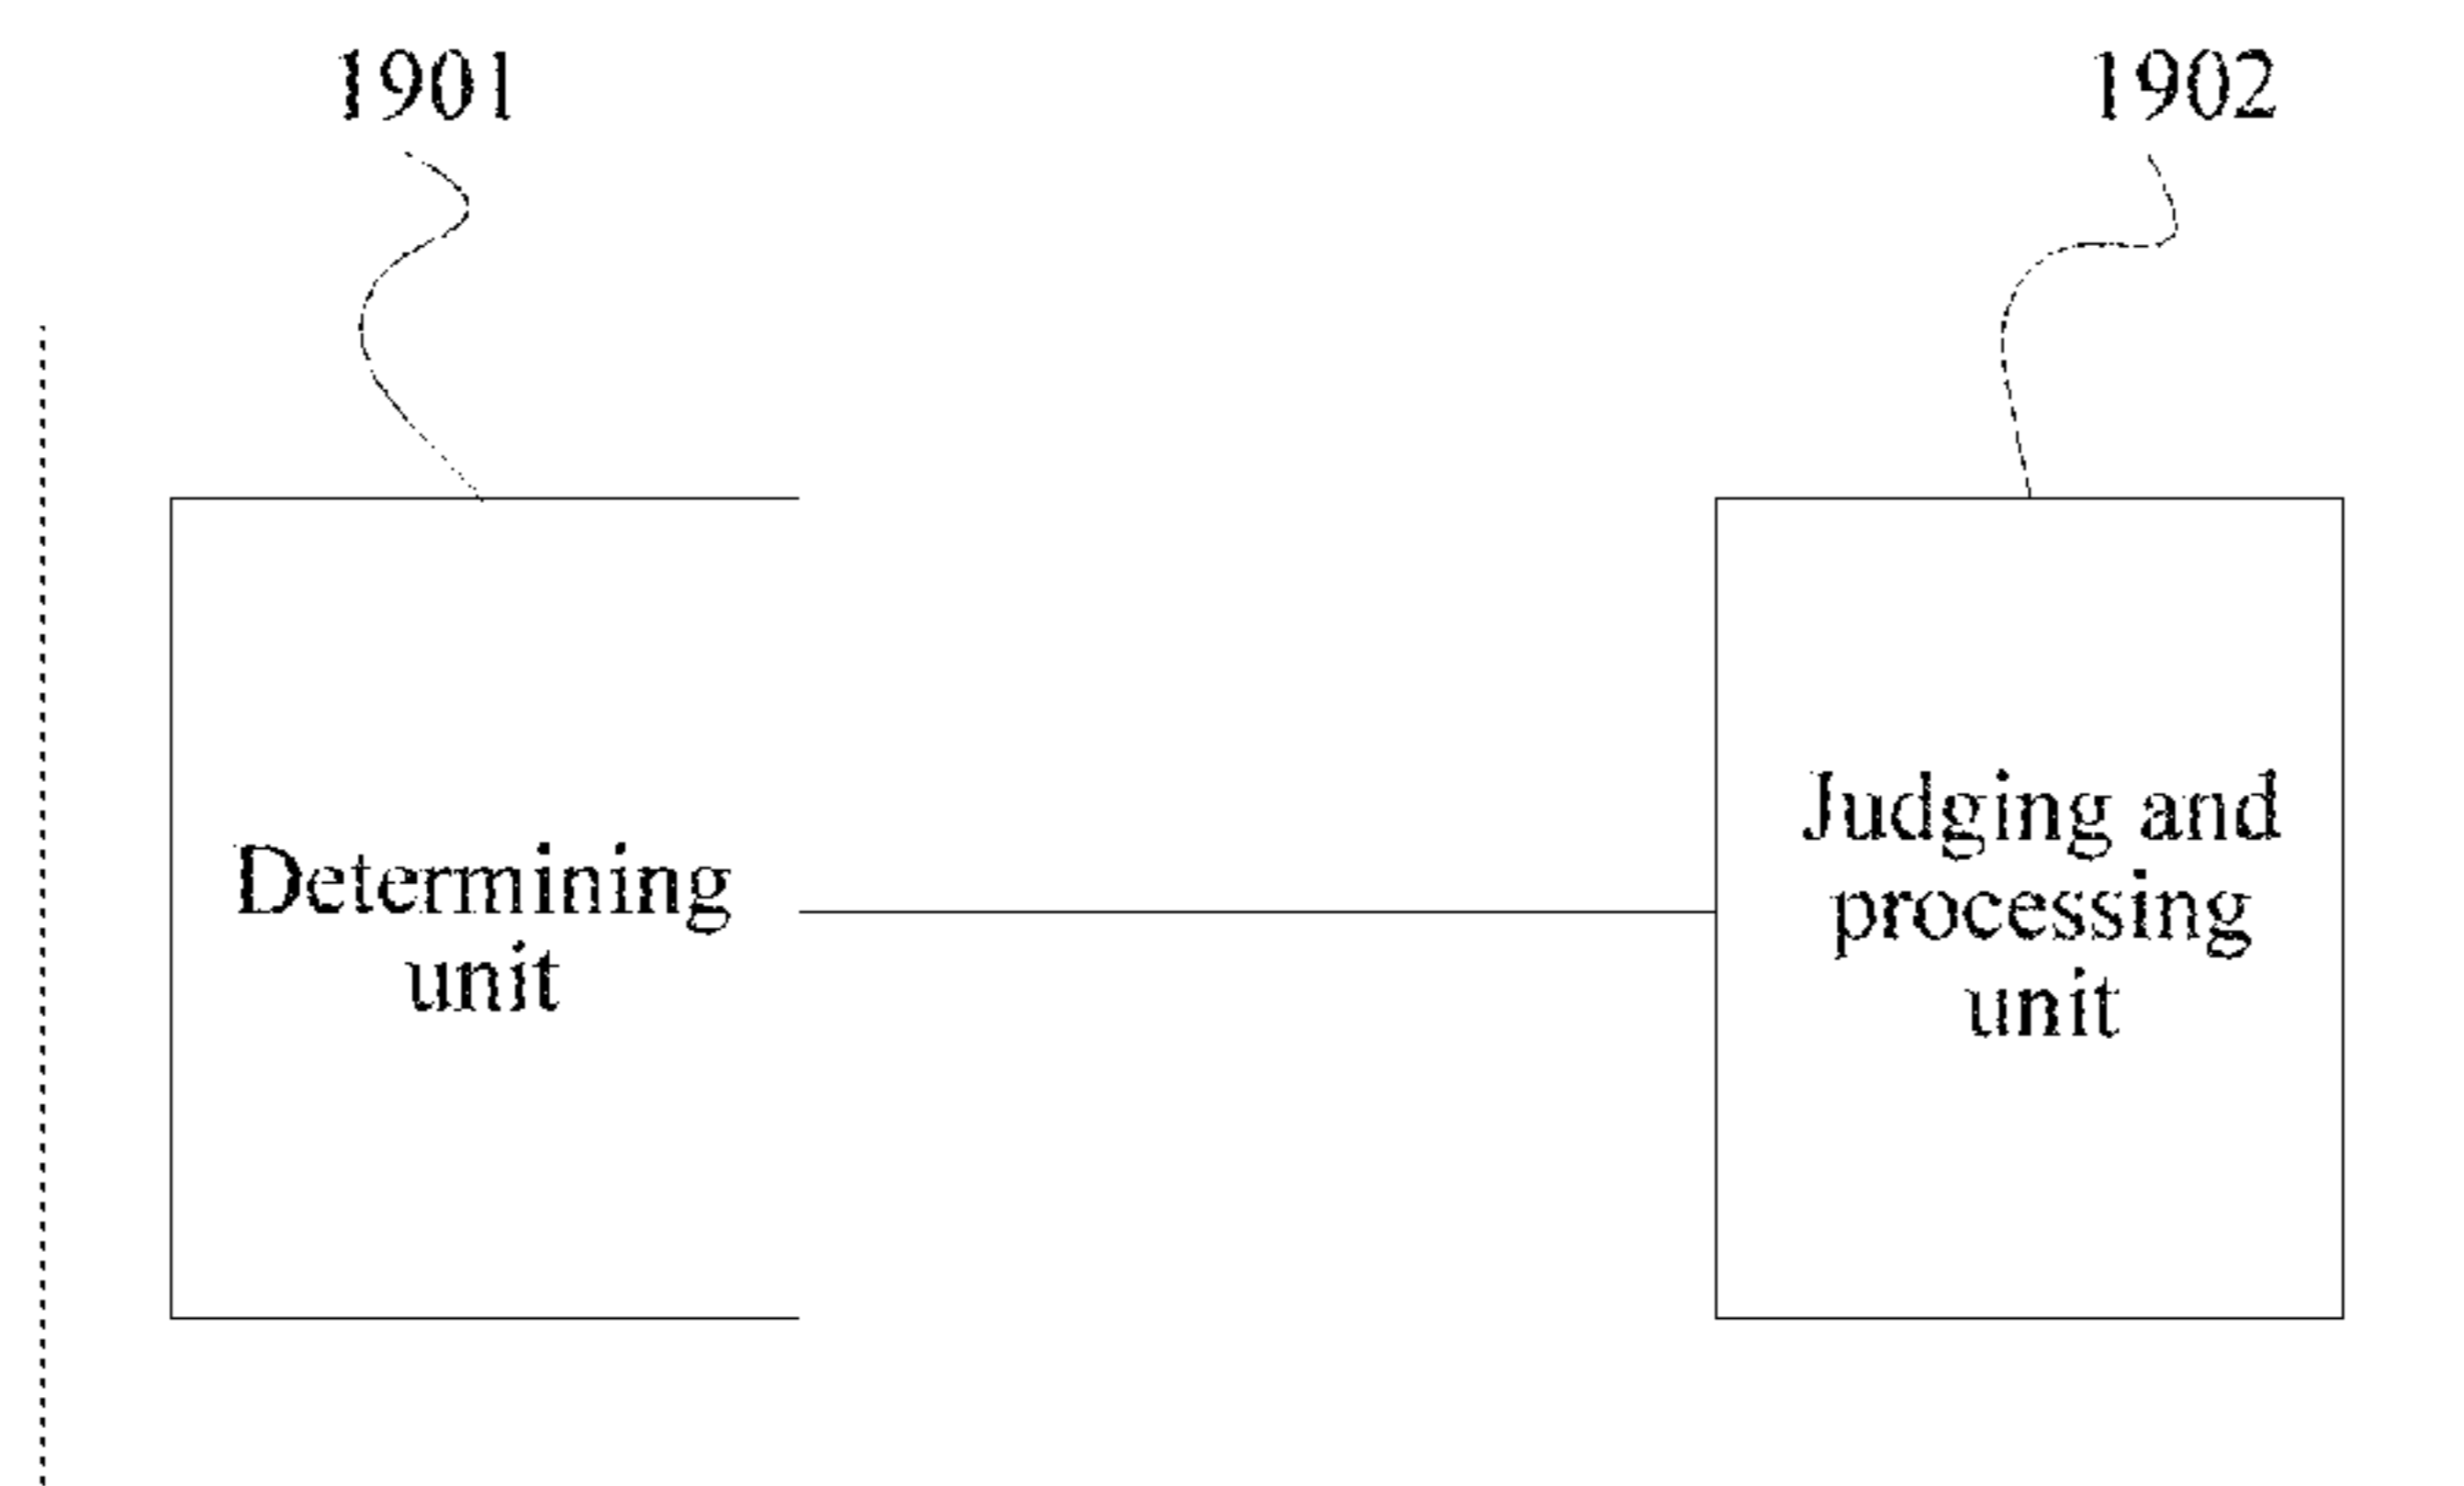 1901
1902
Determining
unit
Judging and
processing
unit